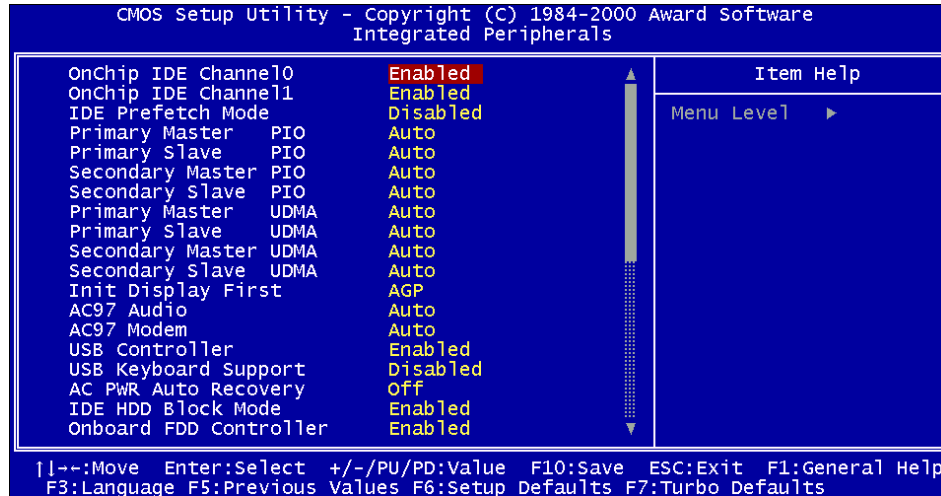 CMOS Setup Utility - Copyright (C) 1984-2000 Award Software
Integrated Peripherals
OnChip IDE Channel0 Enabled
OnChip IDE Channel1 Enabled
IDE Prefetch Mode Disabled
Primary Master PIO Auto
Primary Slave PIO Auto
Secondary Master PIO Auto
Secondary Slave PIO Auto
Primary Master UDMA Auto
Primary Slave UDMA Auto
Secondary Master UDMA Auto
Secondary Slave UDMA Auto
Init Display First AGP
AC97 Audio Auto
AC97 Modem Auto
USB Controller Enabled
USB Keyboard Support Disabled
AC PWR Auto Recovery Off
IDE HDD Block Mode Enabled
Onboard FDD Controller Enabled
Item Help
Menu Level ▶
↑↓→←:Move Enter:Select +/-/PU/PD:Value F10:Save ESC:Exit F1:General Help
F3:Language F5:Previous Values F6:Setup Defaults F7:Turbo Defaults